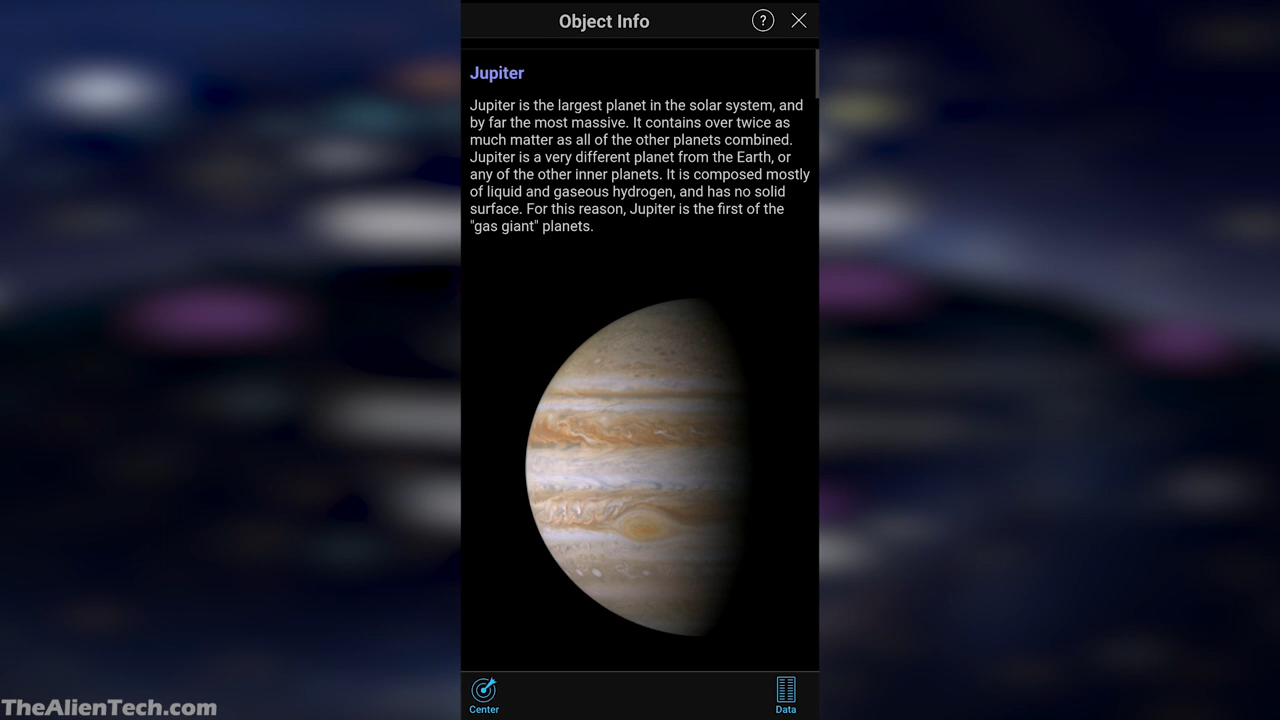 Object Info
?
Jupiter
Jupiter is the largest planet in the solar system, and
by far the most massive. It contains over twice as
much matter as all of the other planets combined.
Jupiter is a very different planet from the Earth, or
any of the other inner planets. It is composed mostly
of liquid and gaseous hydrogen, and has no solid
surface. For this reason, Jupiter is the first of the
"gas giant" planets.
Center
Data
TheAlienTech.com